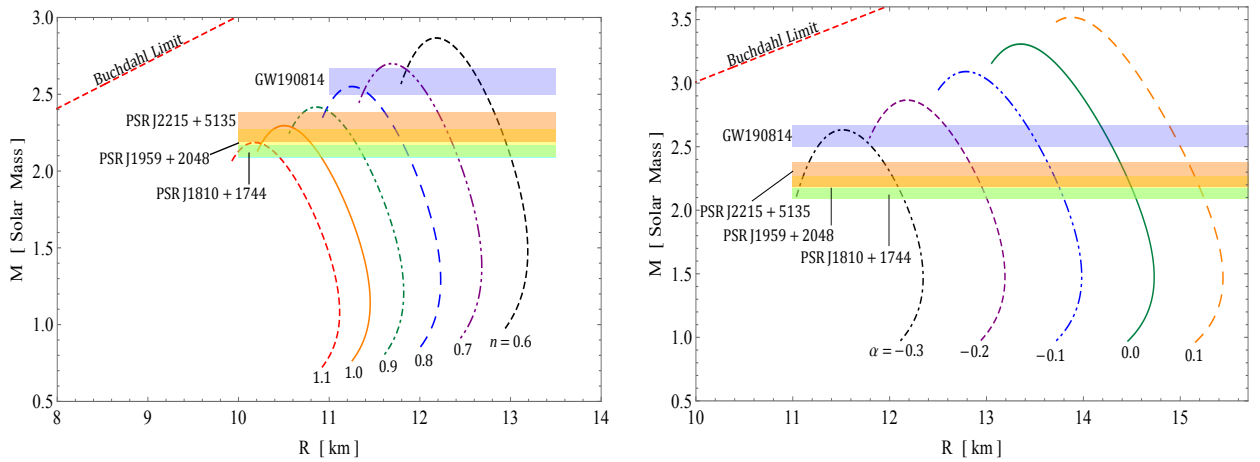 3.0
2.5
2.0
1.5
1.0
0.5
M [ Solar Mass ]
Buchdahl Limit
GW190814
PSR J2215 + 5135
PSR J1959 + 2048
PSR J1810 + 1744
1.1
1.0
0.9
0.8
0.7
n = 0.6
8
9
10
11
12
13
14
R [ km ]
3.5
3.0
2.5
2.0
1.5
1.0
0.5
M [ Solar Mass ]
Buchdahl Limit
GW190814
PSR J2215 + 5135
PSR J1959 + 2048
PSR J1810 + 1744
α = −0.3
−0.2
−0.1
0.0
0.1
10
11
12
13
14
15
R [ km ]